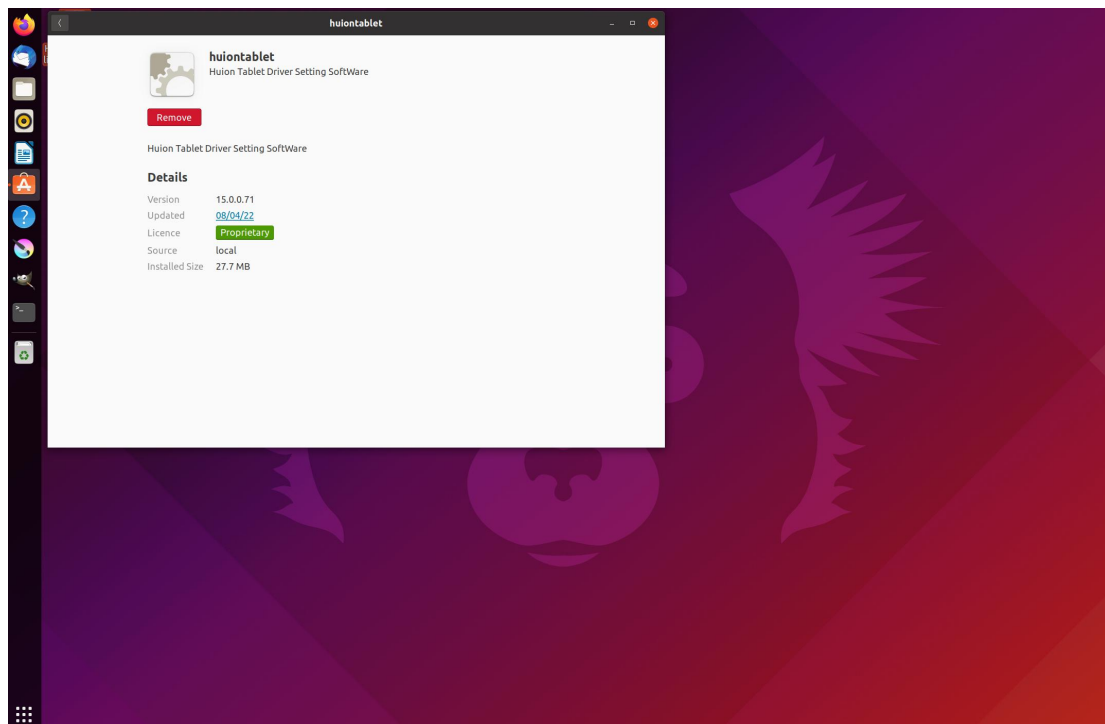 huiontablet
huiontablet
Huion Tablet Driver Setting SoftWare
Remove
Huion Tablet Driver Setting SoftWare
Details
Version 15.0.0.71
Updated 08/04/22
Licence Proprietary
Source local
Installed Size 27.7 MB